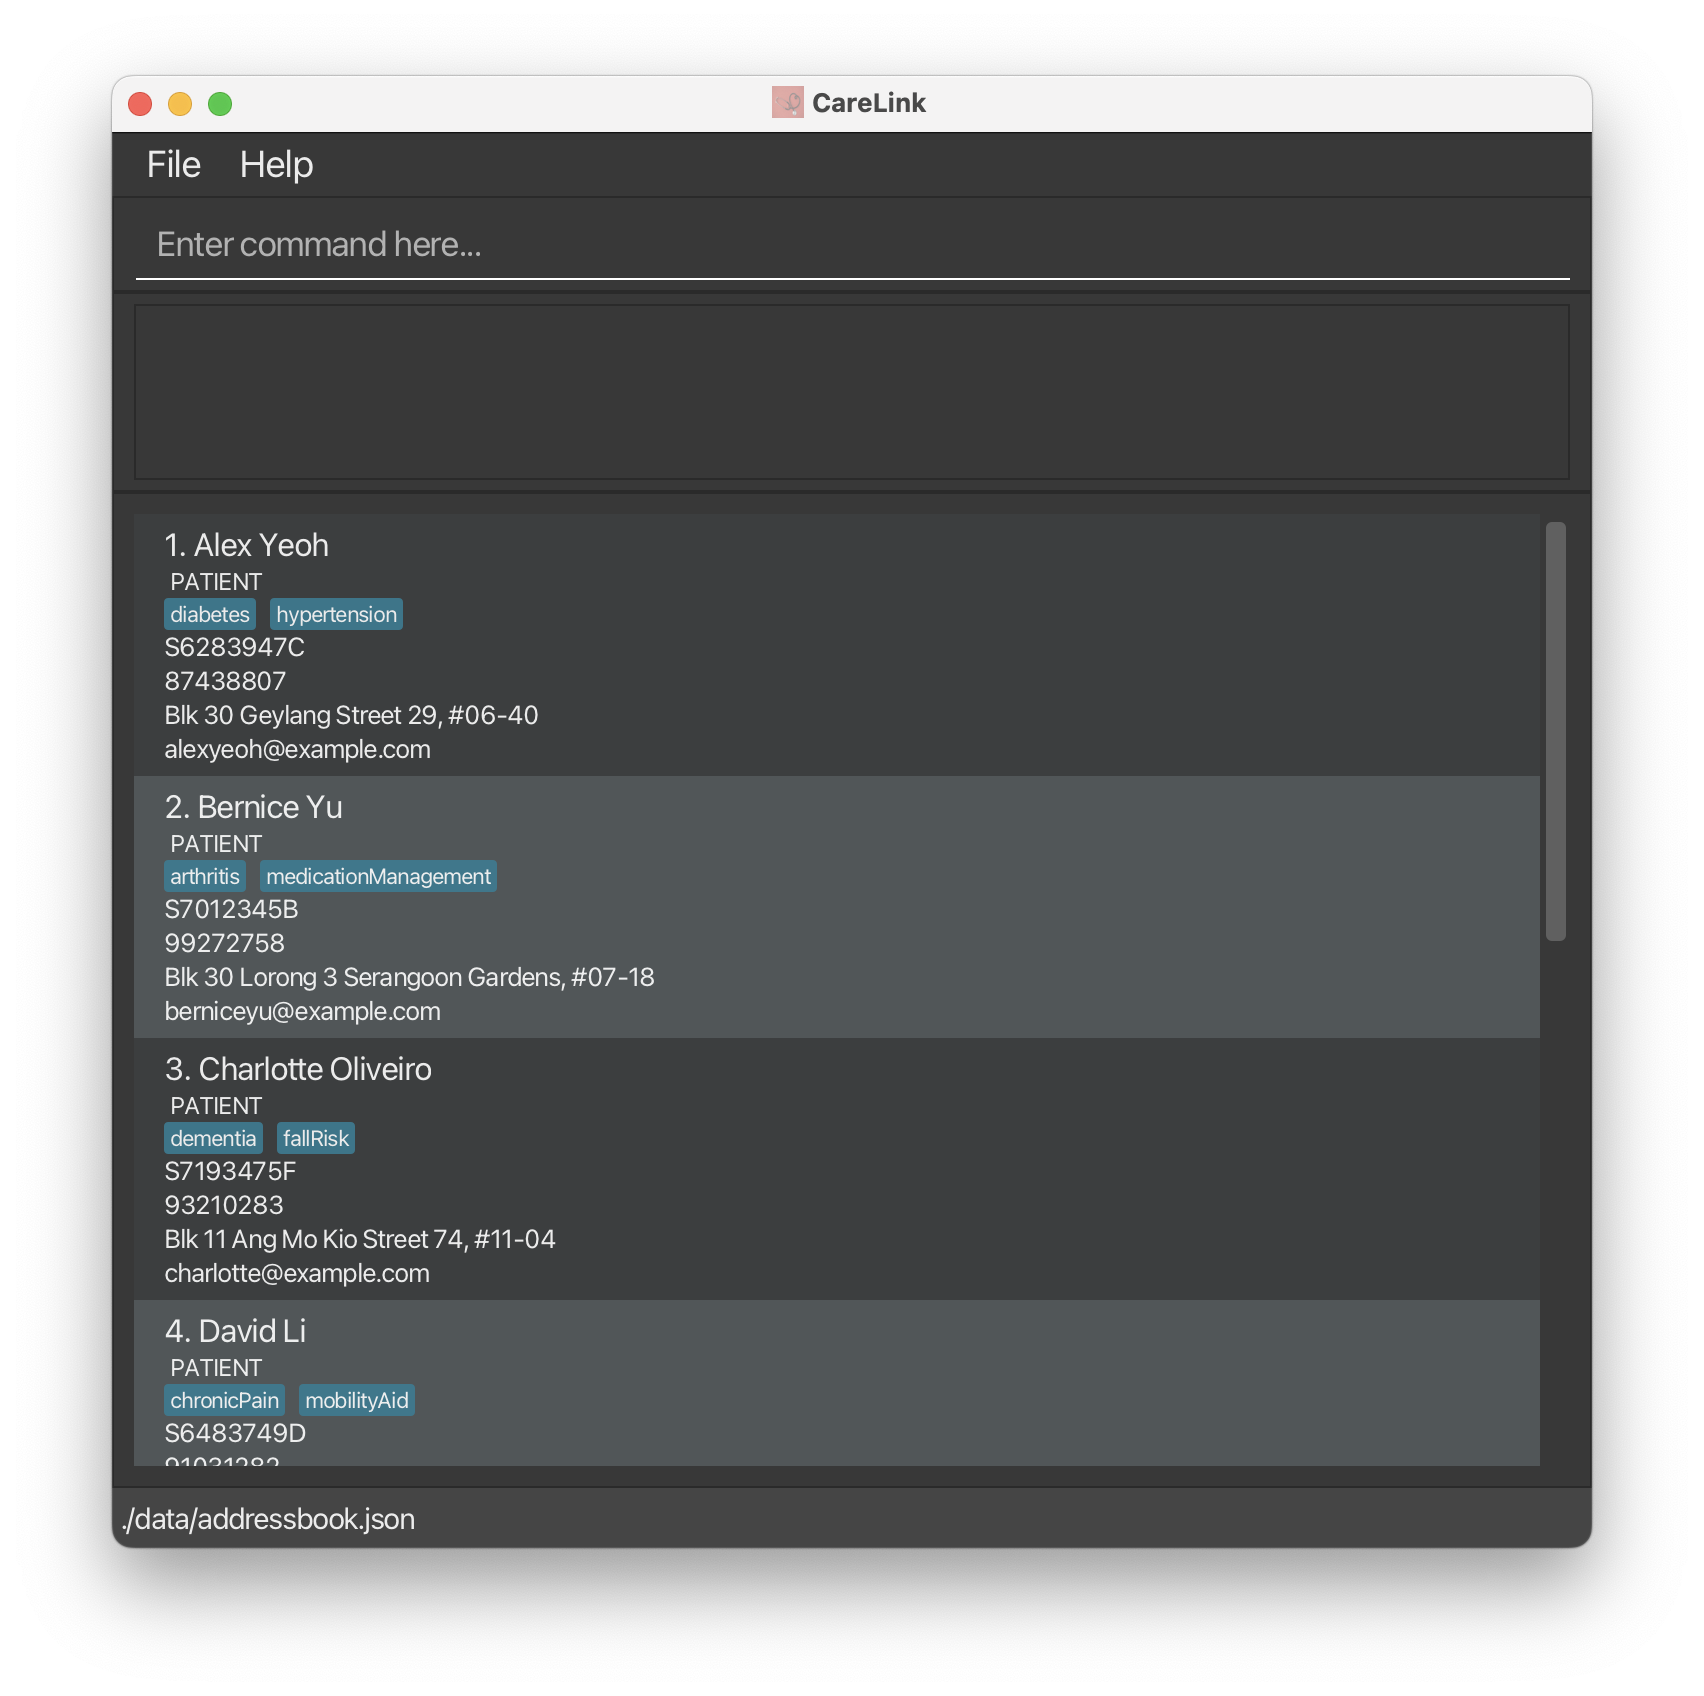 CareLink
File Help
Enter command here...
1. Alex Yeoh
PATIENT
diabetes hypertension
S6283947C
87438807
Blk 30 Geylang Street 29, #06-40
alexyeoh@example.com
2. Bernice Yu
PATIENT
arthritis medicationManagement
S7012345B
99272758
Blk 30 Lorong 3 Serangoon Gardens, #07-18
berniceyu@example.com
3. Charlotte Oliveiro
PATIENT
dementia fallRisk
S7193475F
93210283
Blk 11 Ang Mo Kio Street 74, #11-04
charlotte@example.com
4. David Li
PATIENT
chronicPain mobilityAid
S6483749D
91031282
./data/addressbook.json